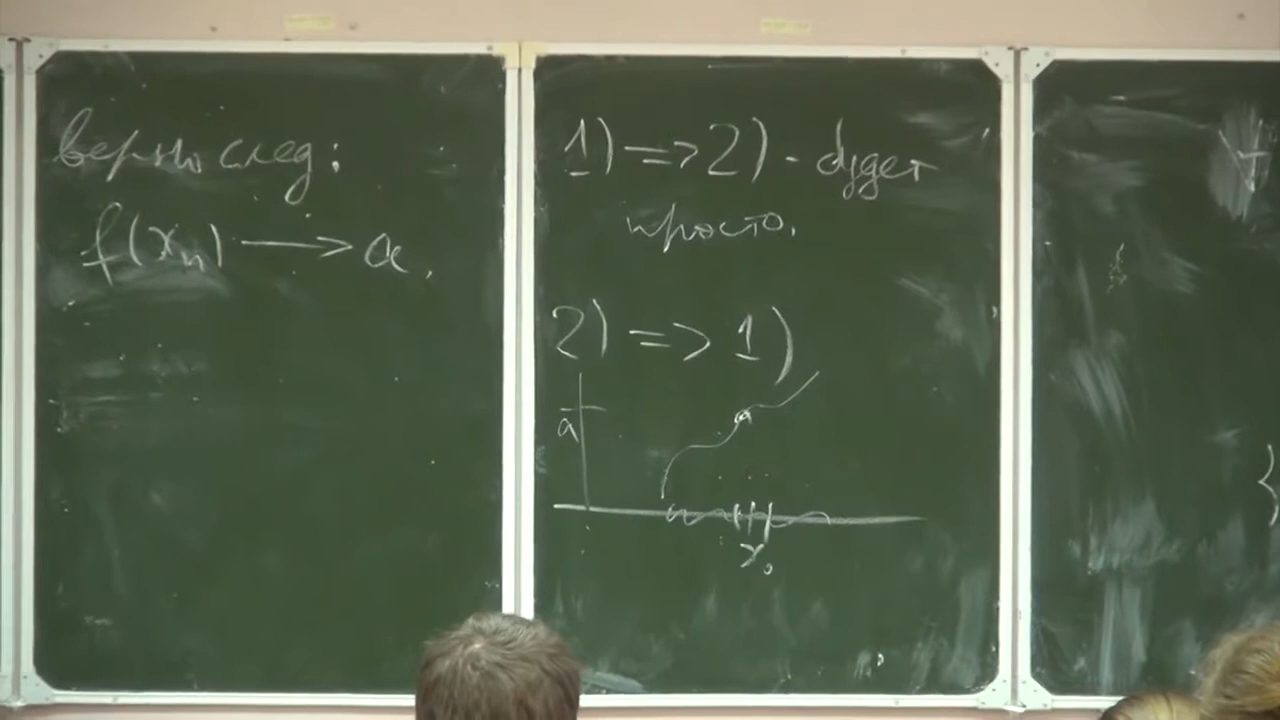 верно след:
f(xₙ) ⟶ a.
1) => 2) - будет
просто.
2) => 1)
a
x₀